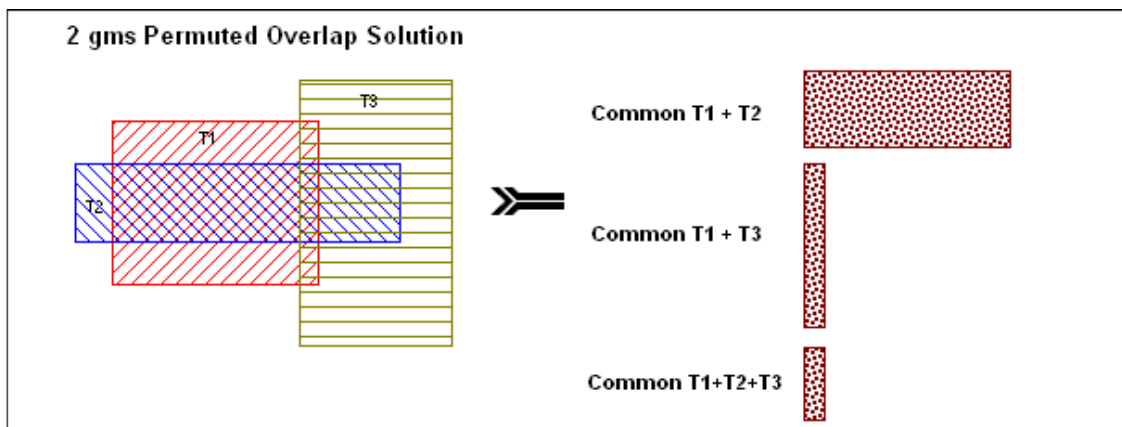 2 gms Permuted Overlap Solution
T3
T1
T2
Common T1 + T2
Common T1 + T3
Common T1+T2+T3